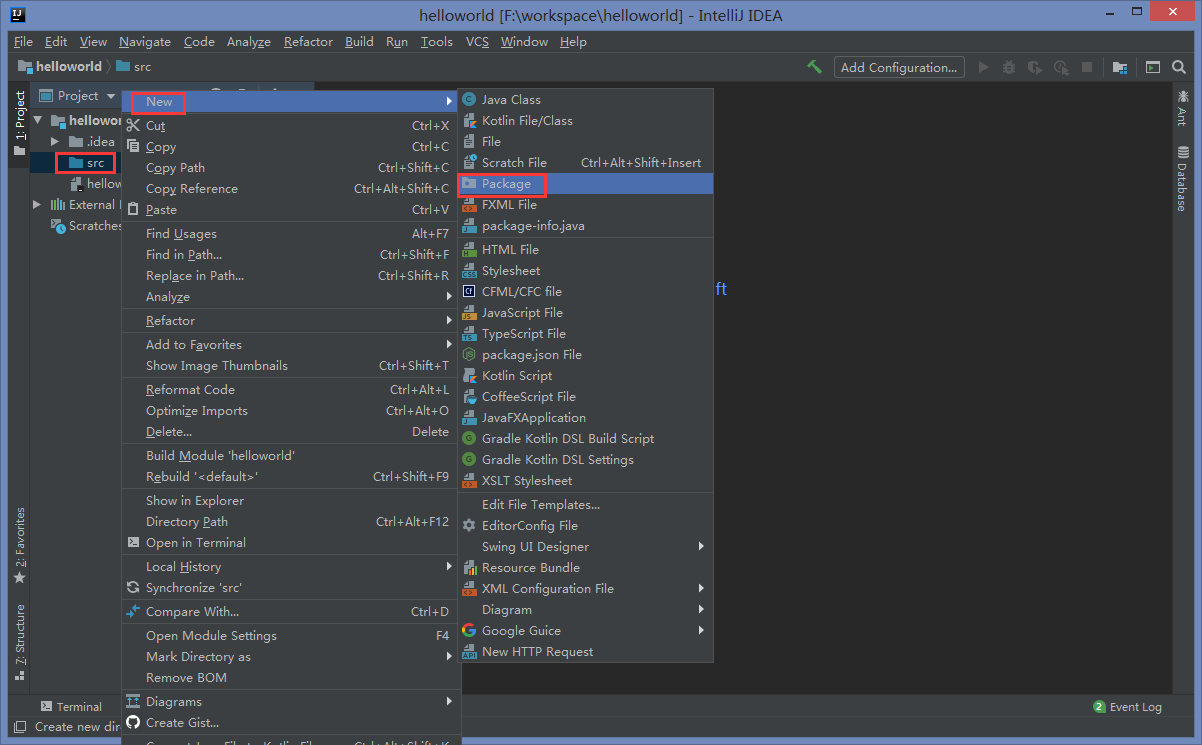 IJ
helloworld [F:\workspace\helloworld] - IntelliJ IDEA
File Edit View Navigate Code Analyze Refactor Build Run Tools VCS Window Help
helloworld src
Add Configuration...
1: Project
Project
.idea
src
External
Scratches
2: Favorites
7: Structure
New
Cut Ctrl+X
Copy Ctrl+C
Copy Path Ctrl+Shift+C
Copy Reference Ctrl+Alt+Shift+C
Paste Ctrl+V
Find Usages Alt+F7
Find in Path... Ctrl+Shift+F
Replace in Path... Ctrl+Shift+R
Analyze
Refactor
Add to Favorites
Show Image Thumbnails Ctrl+Shift+T
Reformat Code Ctrl+Alt+L
Optimize Imports Ctrl+Alt+O
Delete... Delete
Build Module 'helloworld'
Rebuild '<default>' Ctrl+Shift+F9
Show in Explorer
Directory Path Ctrl+Alt+F12
Open in Terminal
Local History
Synchronize 'src'
Compare With... Ctrl+D
Open Module Settings F4
Mark Directory as
Remove BOM
Diagrams
Create Gist...
Java Class
Kotlin File/Class
File
Scratch File Ctrl+Alt+Shift+Insert
Package
FXML File
package-info.java
HTML File
Stylesheet
CFML/CFC file
JavaScript File
TypeScript File
package.json File
Kotlin Script
CoffeeScript File
JavaFXApplication
Gradle Kotlin DSL Build Script
Gradle Kotlin DSL Settings
XSLT Stylesheet
Edit File Templates...
EditorConfig File
Swing UI Designer
Resource Bundle
XML Configuration File
Diagram
Google Guice
New HTTP Request
ft
Ant
Database
Terminal
2 Event Log
Create new